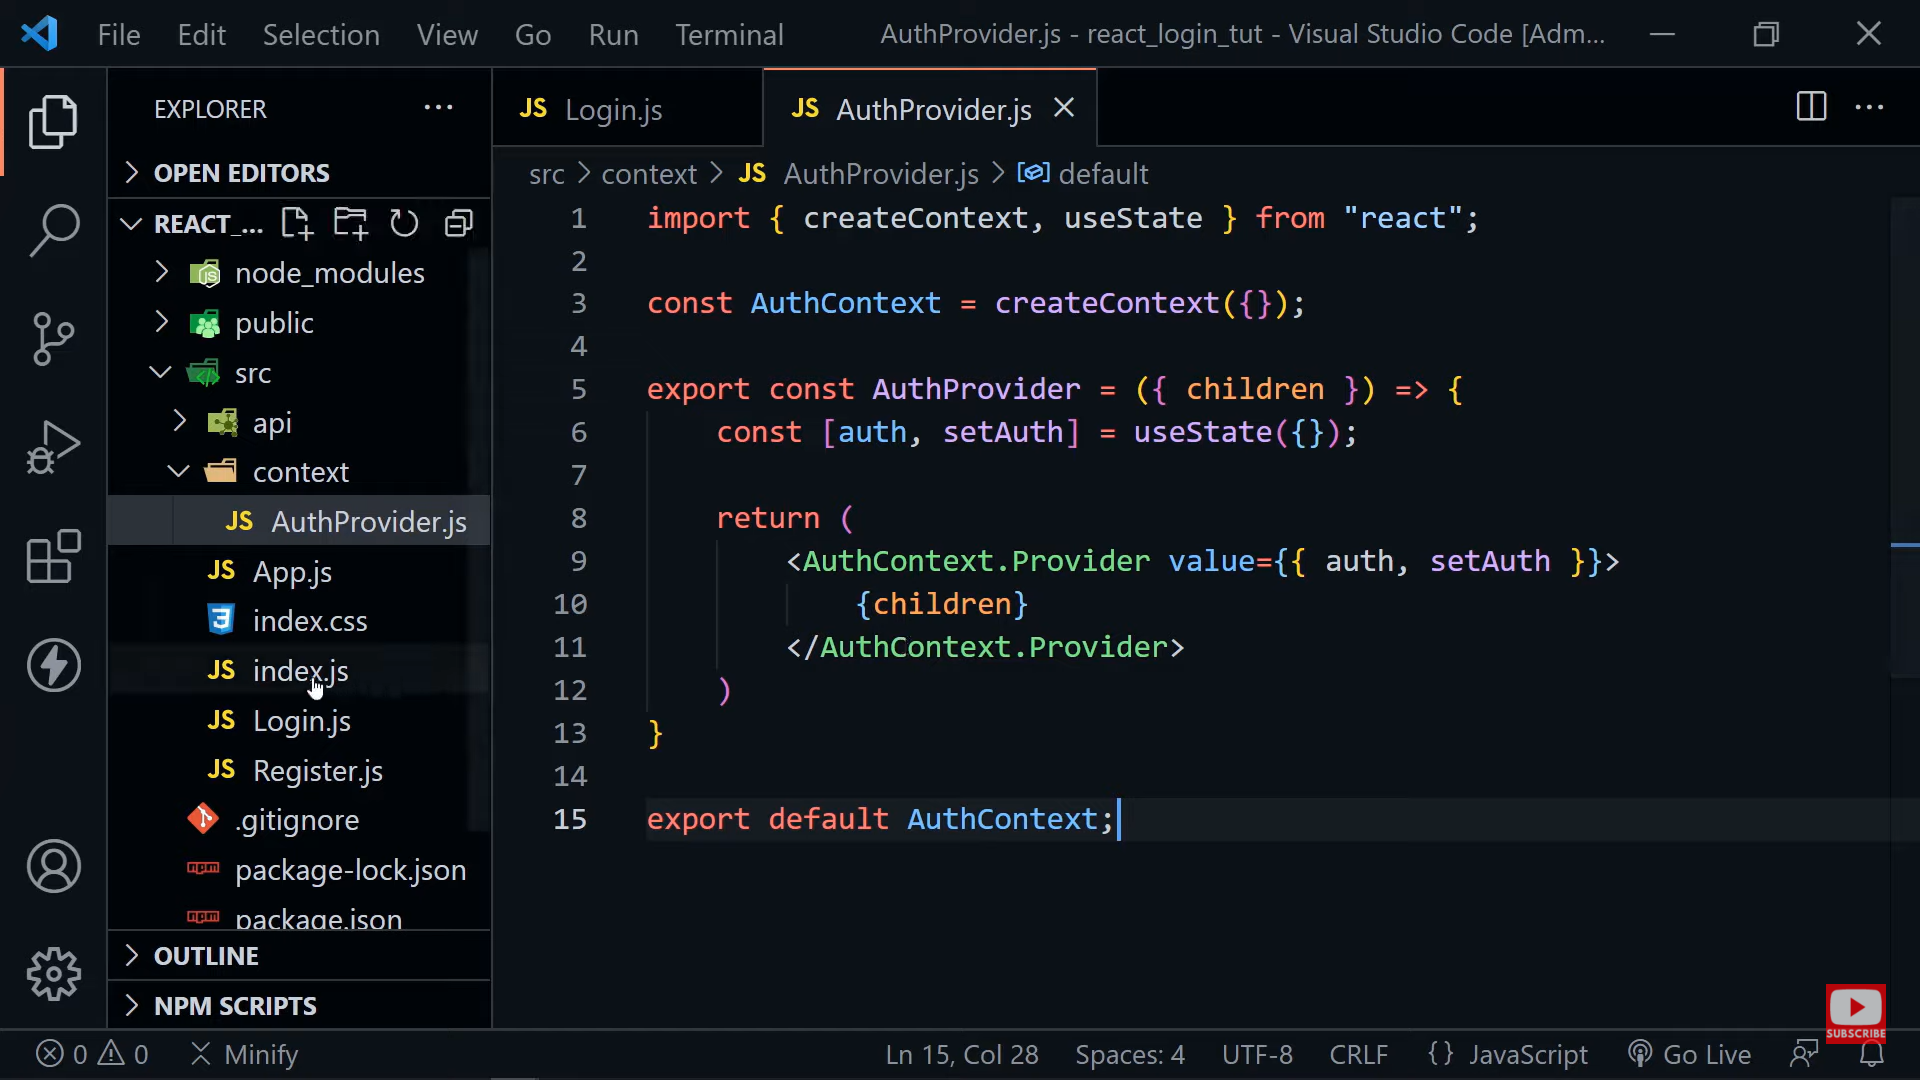 File Edit Selection View Go Run Terminal AuthProvider.js - react_login_tut - Visual Studio Code [Adm...
EXPLORER
OPEN EDITORS
REACT_...
node_modules
public
src
api
context
JS AuthProvider.js
JS App.js
index.css
JS index.js
JS Login.js
JS Register.js
.gitignore
package-lock.json
package.json
OUTLINE
NPM SCRIPTS
JS Login.js
JS AuthProvider.js
src > context > JS AuthProvider.js > default
1 import { createContext, useState } from "react";
2
3 const AuthContext = createContext({});
4
5 export const AuthProvider = ({ children }) => {
6 const [auth, setAuth] = useState({});
7
8 return (
9 <AuthContext.Provider value={{ auth, setAuth }}>
10 {children}
11 </AuthContext.Provider>
12 )
13 }
14
15 export default AuthContext;
SUBSCRIBE
0 0 Minify Ln 15, Col 28 Spaces: 4 UTF-8 CRLF {} JavaScript Go Live